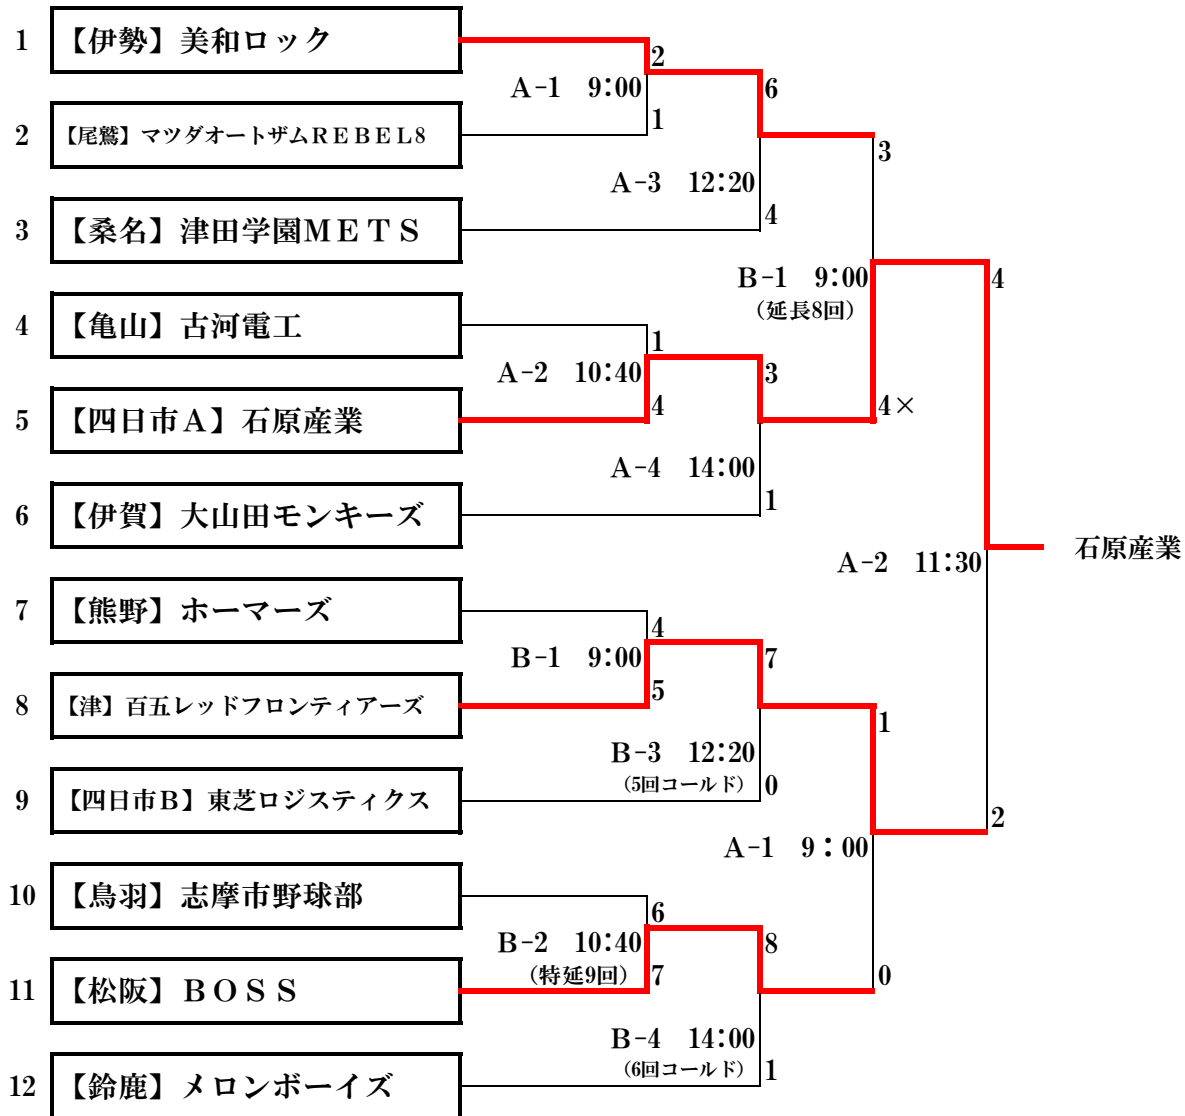 1 【伊勢】美和ロック
2
A-1 9:00
6
1
2 【尾鷲】マツダオートザムREBEL8
3
A-3 12:20
3 【桑名】津田学園METS
4
B-1 9:00
4
(延長8回)
4 【亀山】古河電工
1
A-2 10:40
3
5 【四日市A】石原産業
4
4×
A-4 14:00
6 【伊賀】大山田モンキーズ
1
石原産業
A-2 11:30
7 【熊野】ホーマーズ
4
B-1 9:00
7
5
8 【津】百五レッドフロンティアーズ
1
B-3 12:20
(5回コールド)
0
9 【四日市B】東芝ロジスティクス
2
A-1 9:00
10 【鳥羽】志摩市野球部
6
B-2 10:40
8
(特延9回)
7
0
11 【松阪】BOSS
B-4 14:00
(6回コールド)
1
12 【鈴鹿】メロンボーイズ